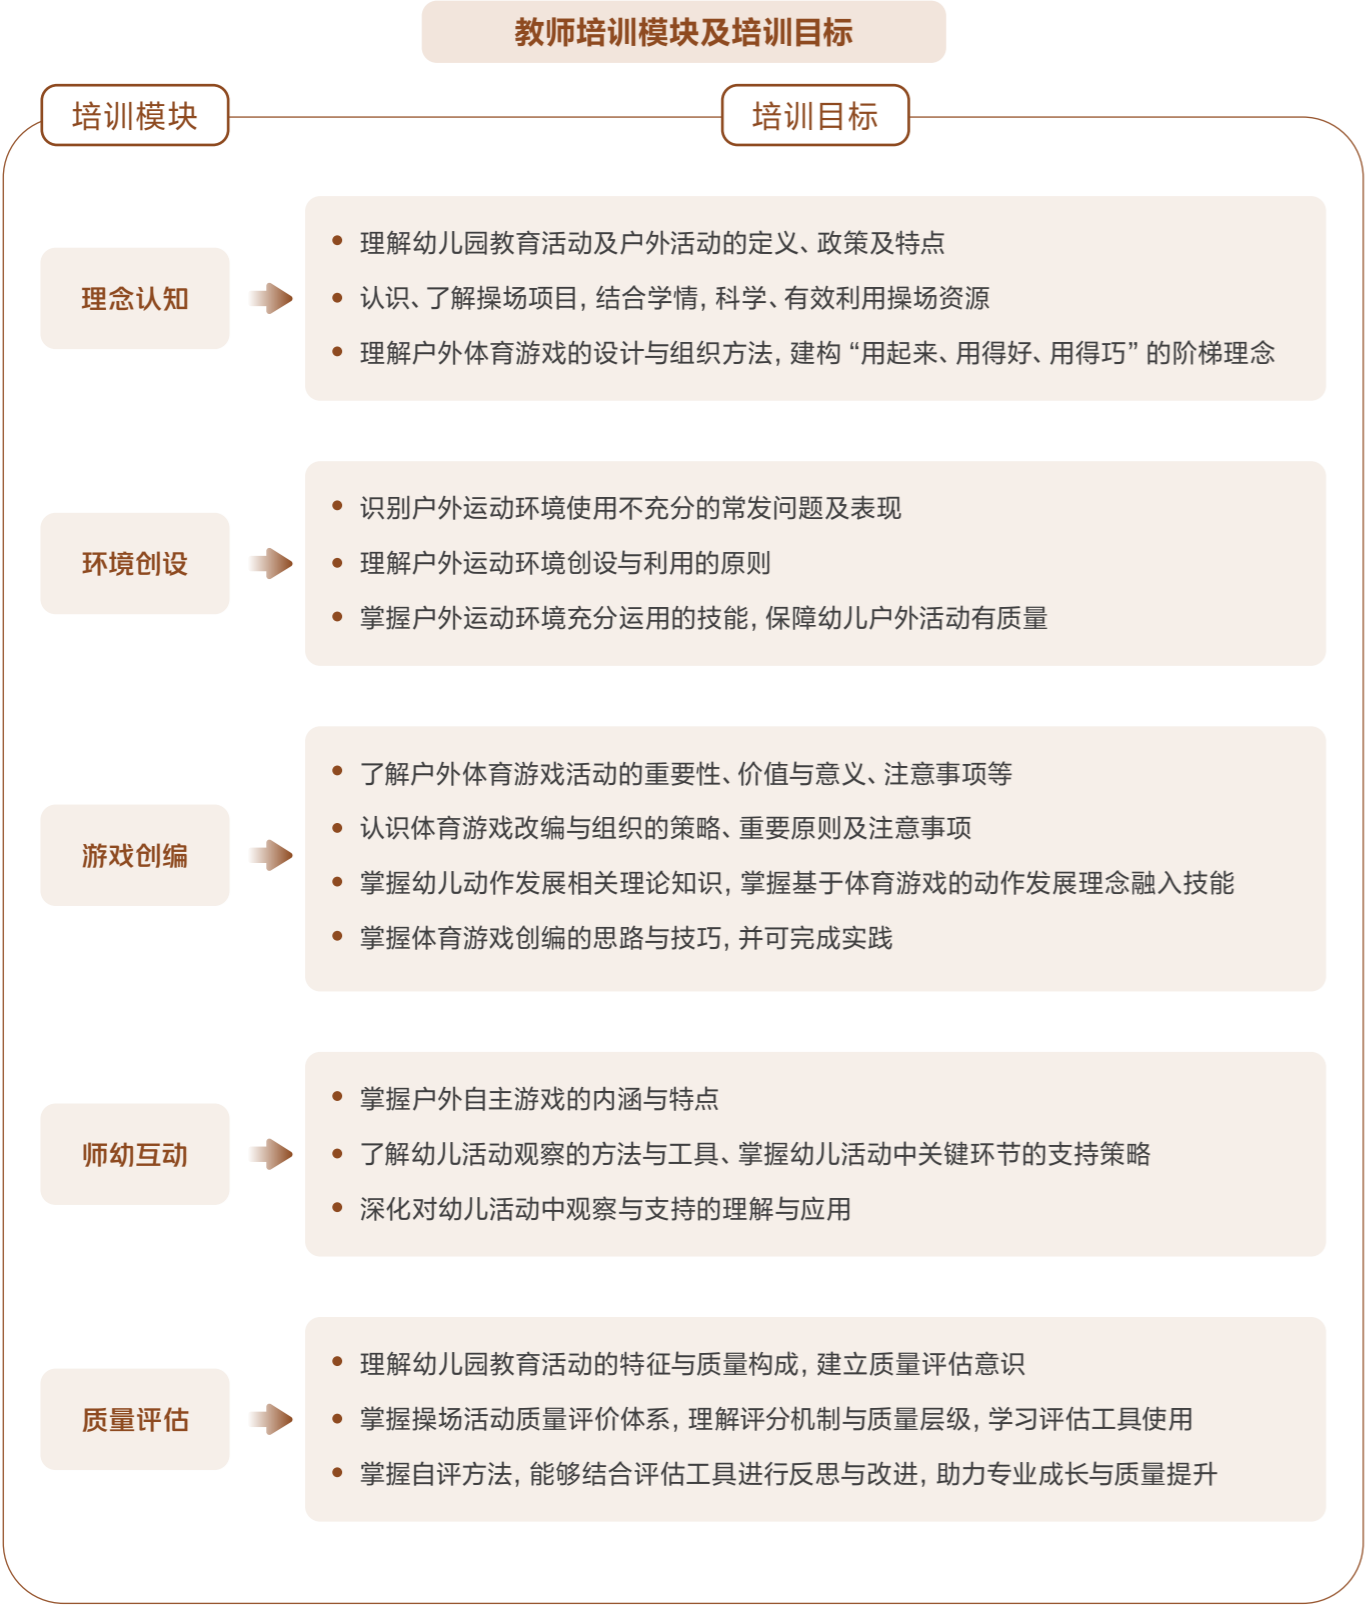 教师培训模块及培训目标
培训模块
培训目标
理念认知
理解幼儿园教育活动及户外活动的定义、政策及特点
认识、了解操场项目, 结合学情, 科学、有效利用操场资源
理解户外体育游戏的设计与组织方法, 建构 “用起来、用得好、用得巧” 的阶梯理念
环境创设
识别户外运动环境使用不充分的常发问题及表现
理解户外运动环境创设与利用的原则
掌握户外运动环境充分运用的技能, 保障幼儿户外活动有质量
游戏创编
了解户外体育游戏活动的重要性、价值与意义、注意事项等
认识体育游戏改编与组织的策略、重要原则及注意事项
掌握幼儿动作发展相关理论知识, 掌握基于体育游戏的动作发展理念融入技能
掌握体育游戏创编的思路与技巧, 并可完成实践
师幼互动
掌握户外自主游戏的内涵与特点
了解幼儿活动观察的方法与工具、掌握幼儿活动中关键环节的支持策略
深化对幼儿活动中观察与支持的理解与应用
质量评估
理解幼儿园教育活动的特征与质量构成, 建立质量评估意识
掌握操场活动质量评价体系, 理解评分机制与质量层级, 学习评估工具使用
掌握自评方法, 能够结合评估工具进行反思与改进, 助力专业成长与质量提升